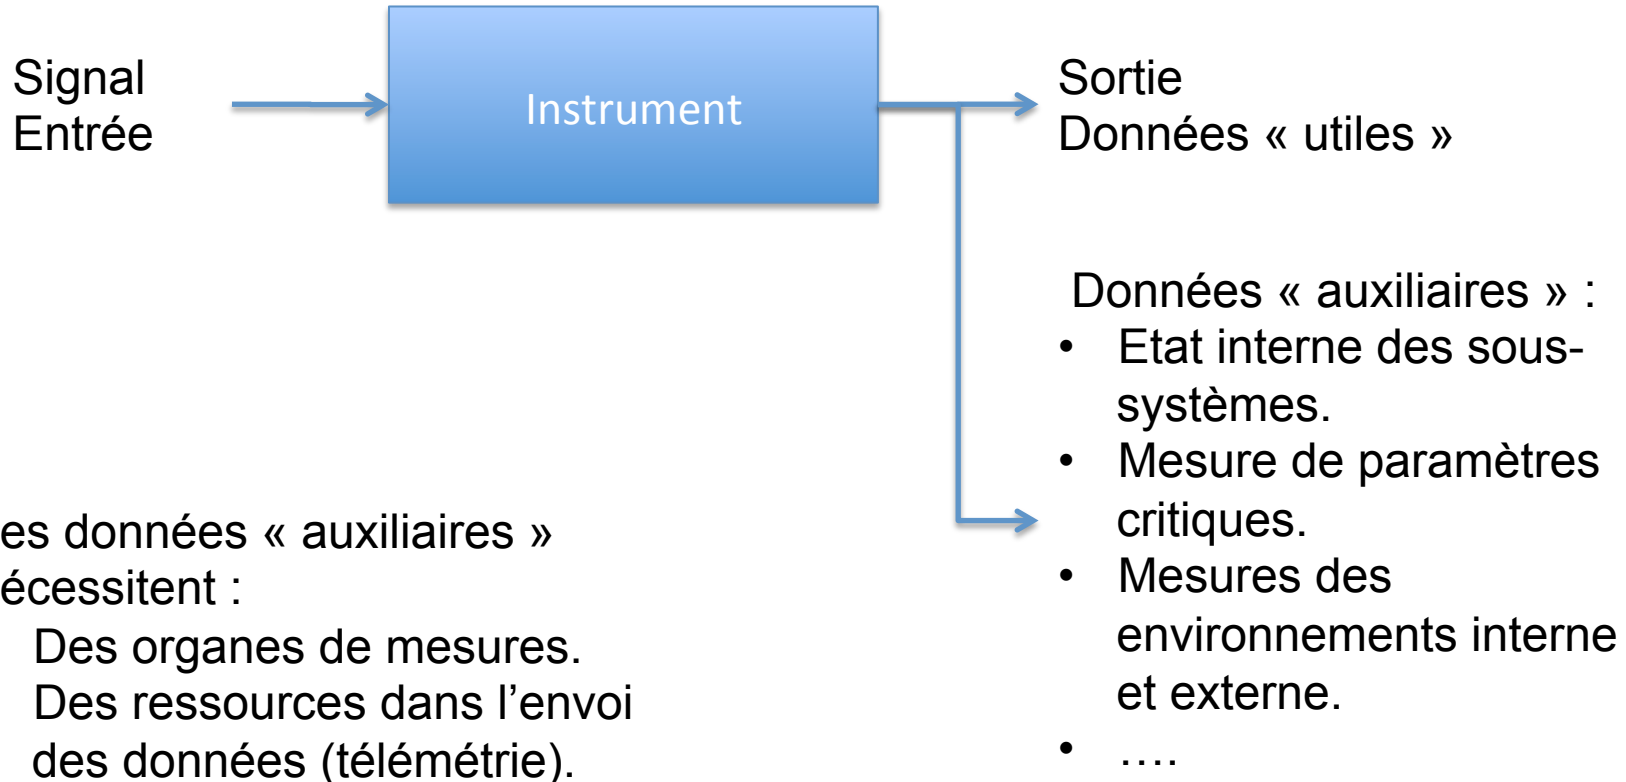 Signal
Entrée
Instrument
Sortie
Données « utiles »
Données « auxiliaires » :
• Etat interne des sous-
systèmes.
• Mesure de paramètres
critiques.
• Mesures des
environnements interne
et externe.
• ….
es données « auxiliaires »
écessitent :
Des organes de mesures.
Des ressources dans l’envoi
des données (télémétrie).